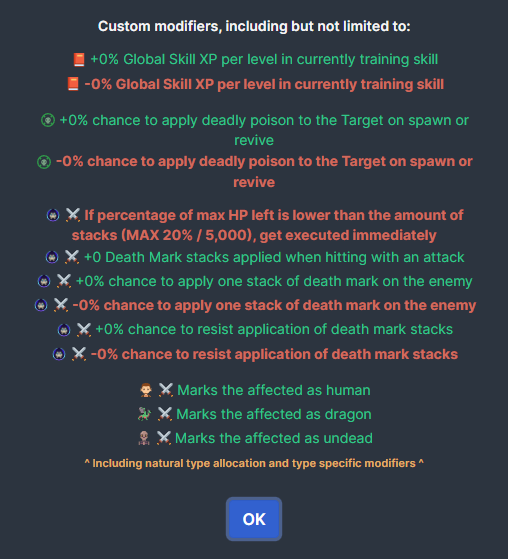 Custom modifiers, including but not limited to:
+0% Global Skill XP per level in currently training skill
-0% Global Skill XP per level in currently training skill
+0% chance to apply deadly poison to the Target on spawn or
revive
-0% chance to apply deadly poison to the Target on spawn or
revive
If percentage of max HP left is lower than the amount of
stacks (MAX 20% / 5,000), get executed immediately
+0 Death Mark stacks applied when hitting with an attack
+0% chance to apply one stack of death mark on the enemy
-0% chance to apply one stack of death mark on the enemy
+0% chance to resist application of death mark stacks
-0% chance to resist application of death mark stacks
Marks the affected as human
Marks the affected as dragon
Marks the affected as undead
^ Including natural type allocation and type specific modifiers ^
OK